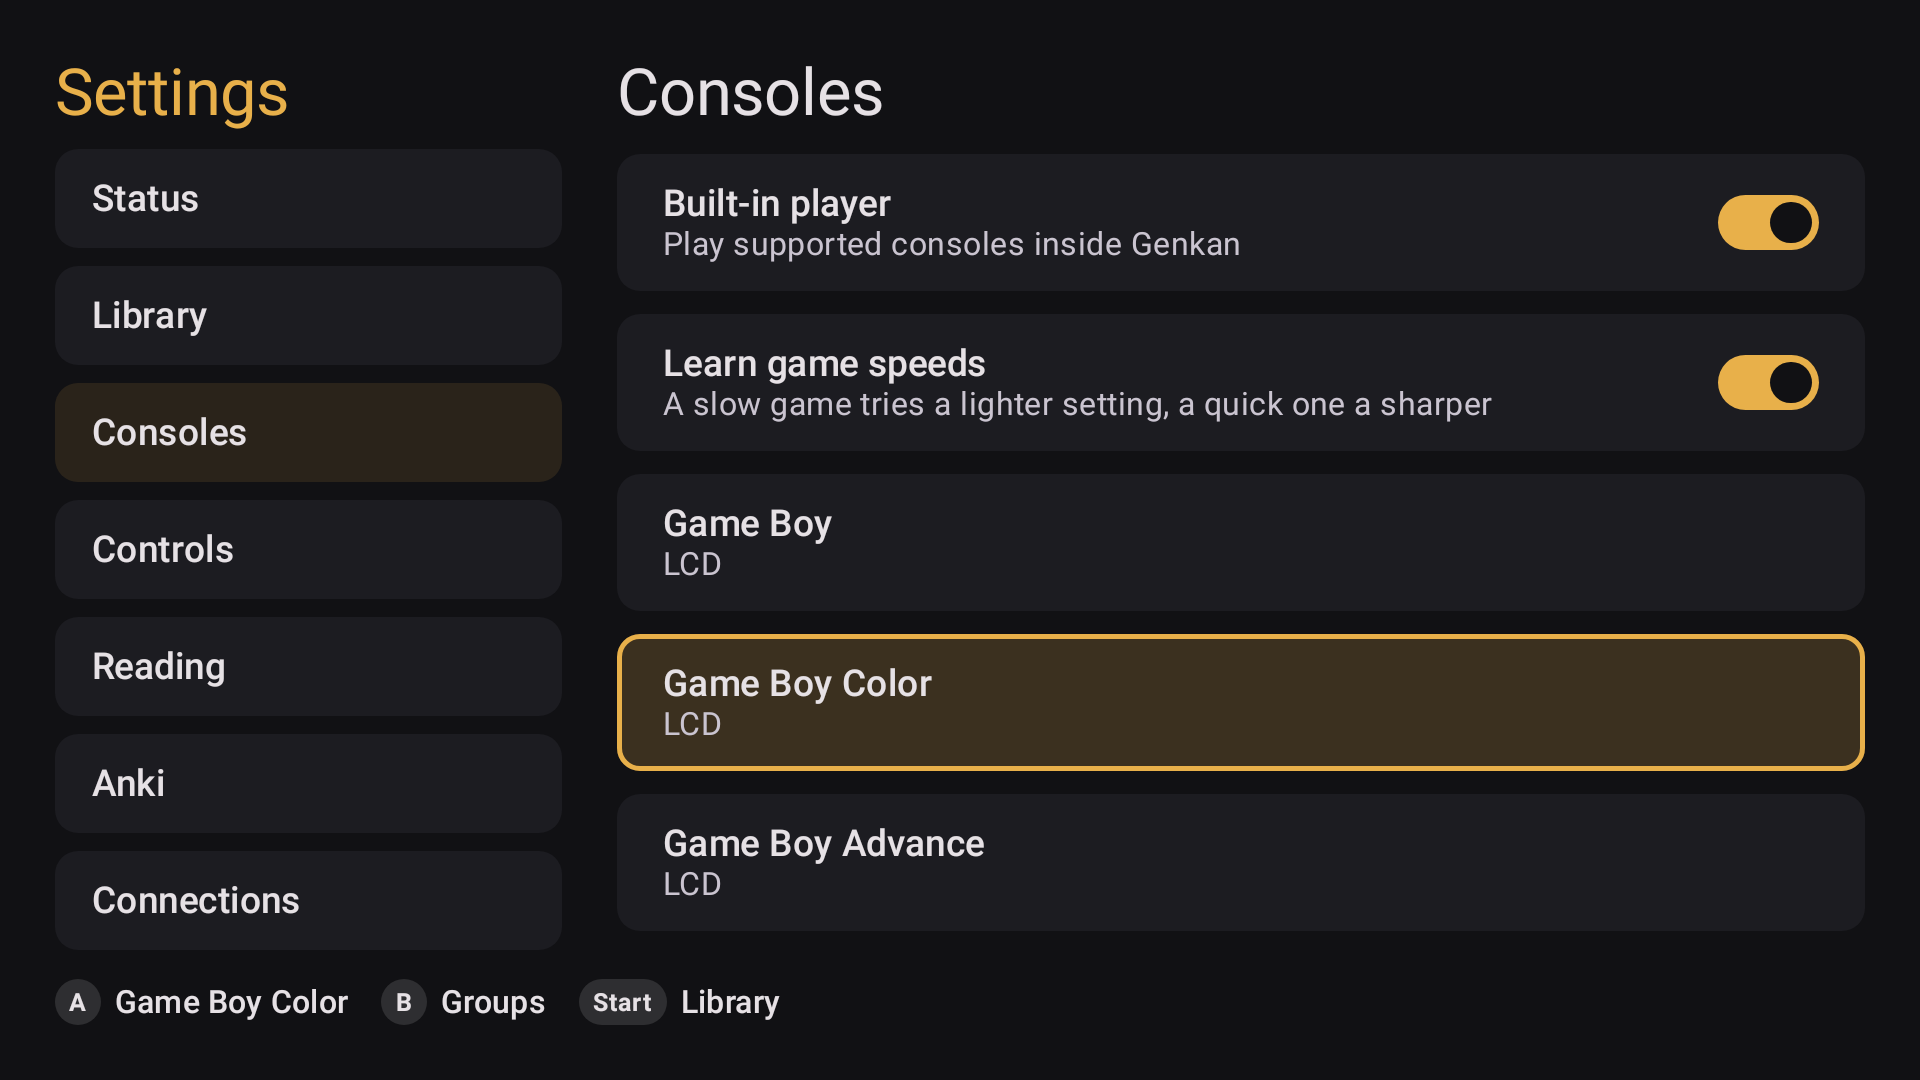 Settings
Status
Library
Consoles
Controls
Reading
Anki
Connections
Consoles
Built-in player
Play supported consoles inside Genkan
Learn game speeds
A slow game tries a lighter setting, a quick one a sharper
Game Boy
LCD
Game Boy Color
LCD
Game Boy Advance
LCD
A Game Boy Color B Groups Start Library